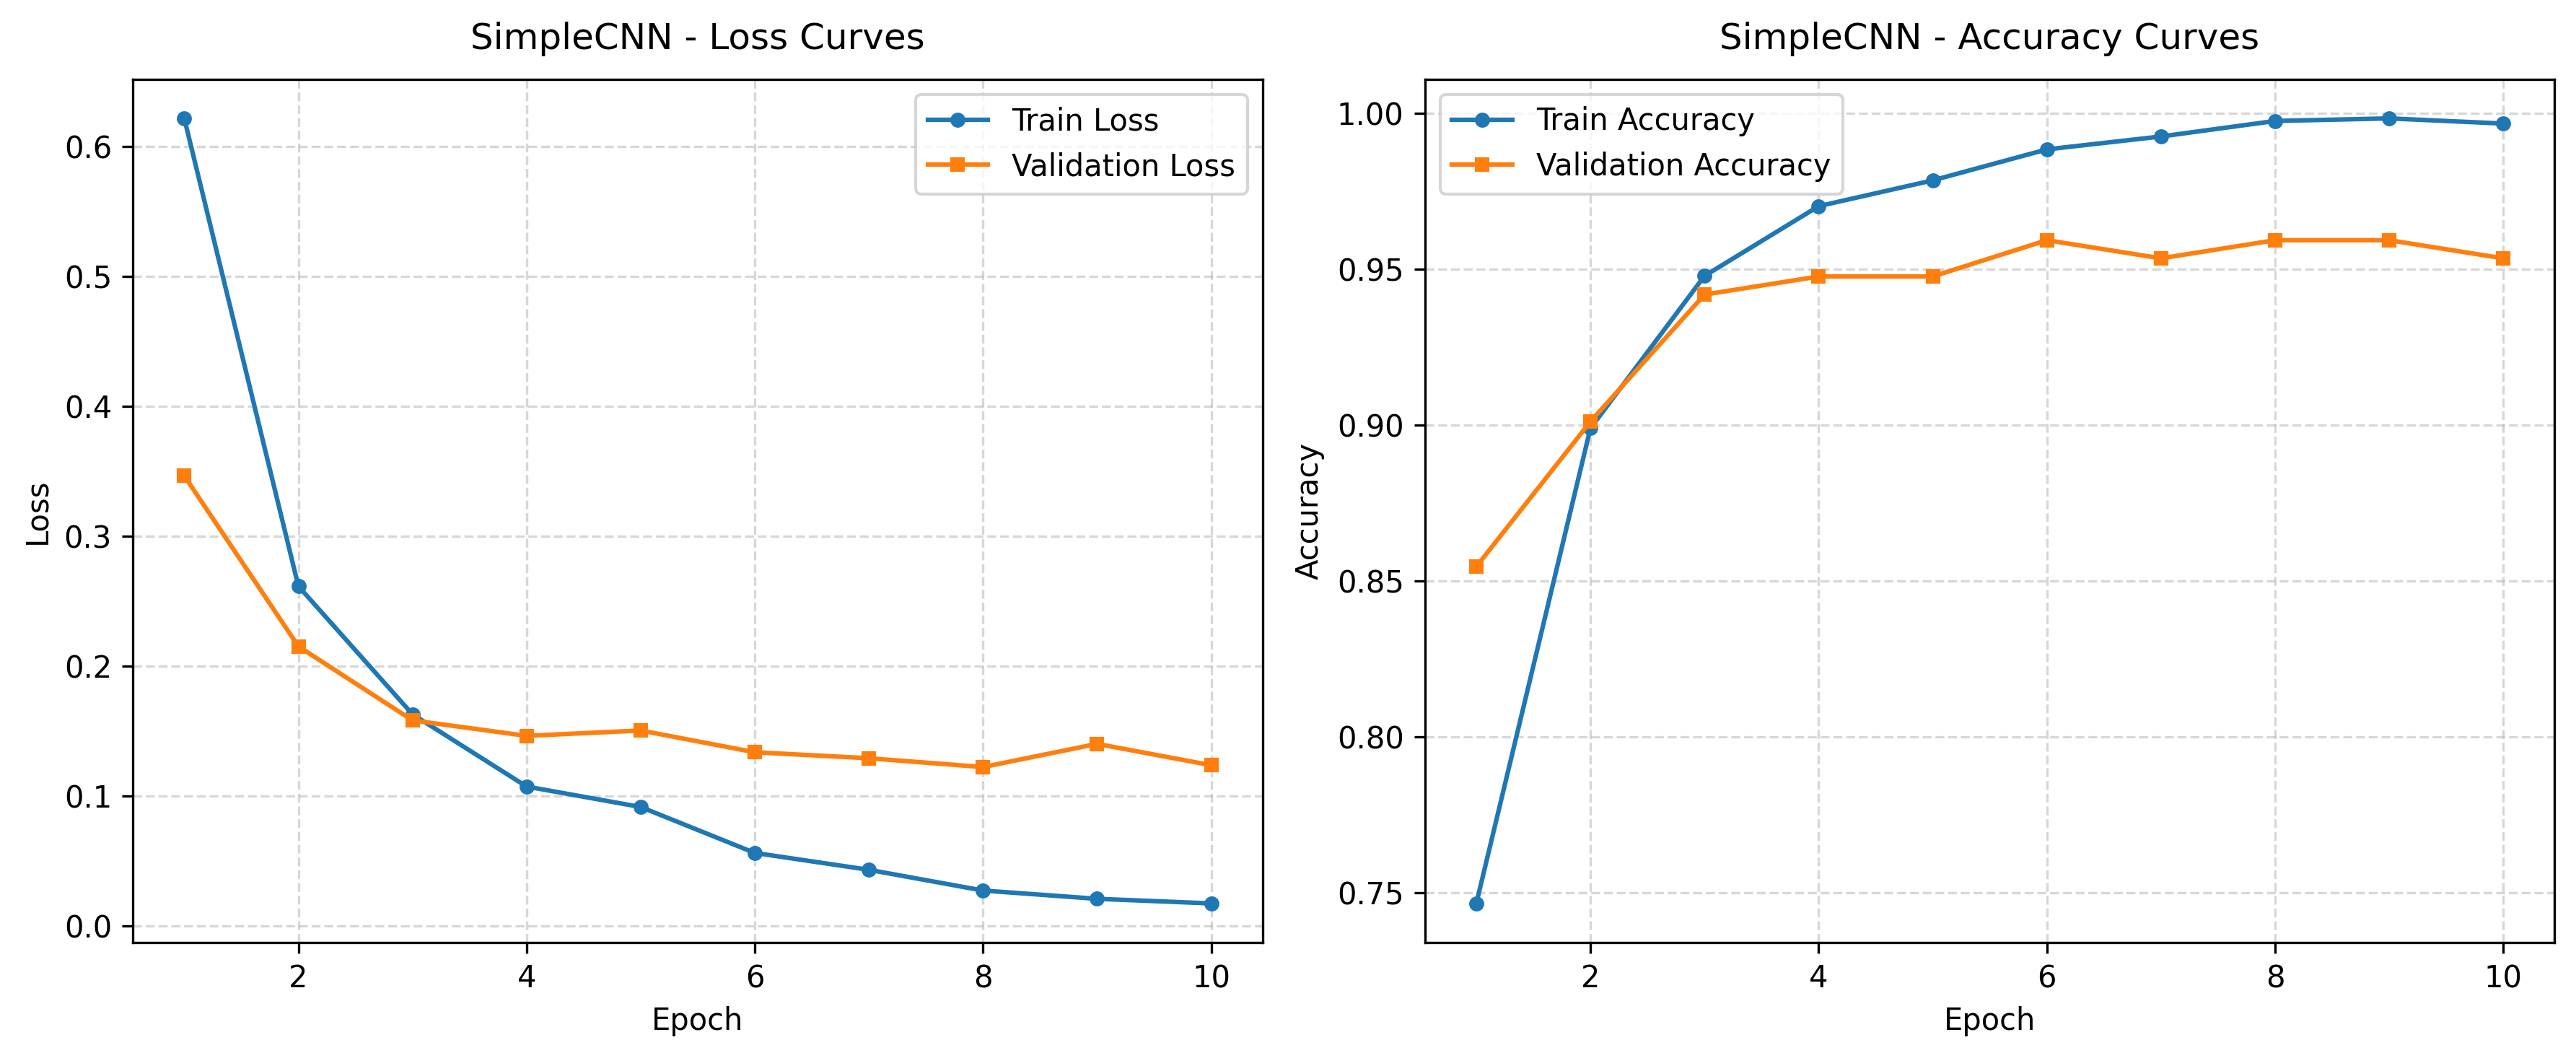 SimpleCNN - Loss Curves
Train Loss
Validation Loss
0.6
0.5
0.4
0.3
0.2
0.1
0.0
Loss
2 4 6 8 10
Epoch
SimpleCNN - Accuracy Curves
Train Accuracy
Validation Accuracy
1.00
0.95
0.90
0.85
0.80
0.75
Accuracy
2 4 6 8 10
Epoch